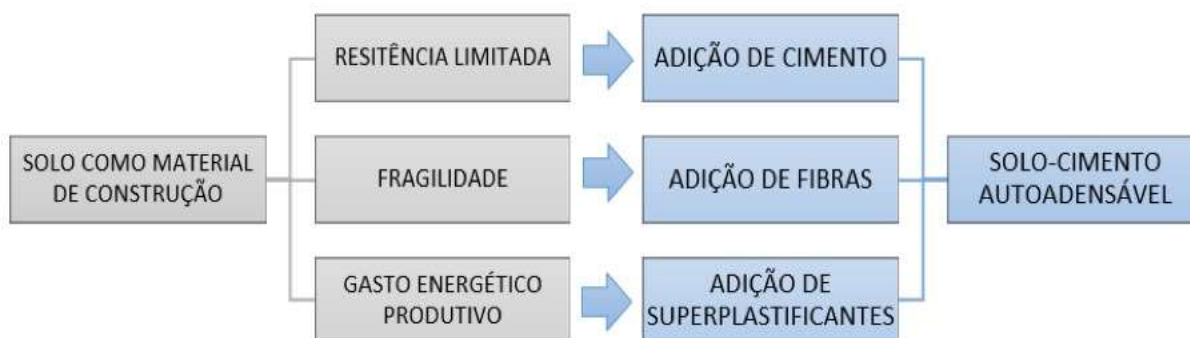 SOLO COMO MATERIAL
DE CONSTRUÇÃO
RESITÊNCIA LIMITADA
ADIÇÃO DE CIMENTO
FRAGILIDADE
ADIÇÃO DE FIBRAS
GASTO ENERGÉTICO
PRODUTIVO
ADIÇÃO DE
SUPERPLASTIFICANTES
SOLO-CIMENTO
AUTOADENSÁVEL